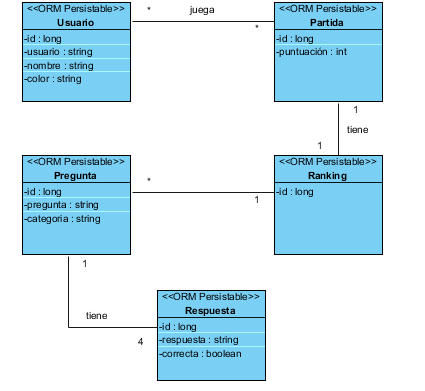 <<ORM Persistable>>
Usuario
-id : long
-usuario : string
-nombre : string
-color : string
*
juega
*
<<ORM Persistable>>
Partida
-id : long
-puntuación : int
1
tiene
1
<<ORM Persistable>>
Pregunta
-id : long
-pregunta : string
-categoria : string
*
1
<<ORM Persistable>>
Ranking
-id : long
1
tiene
4
<<ORM Persistable>>
Respuesta
-id : long
-respuesta : string
-correcta : boolean